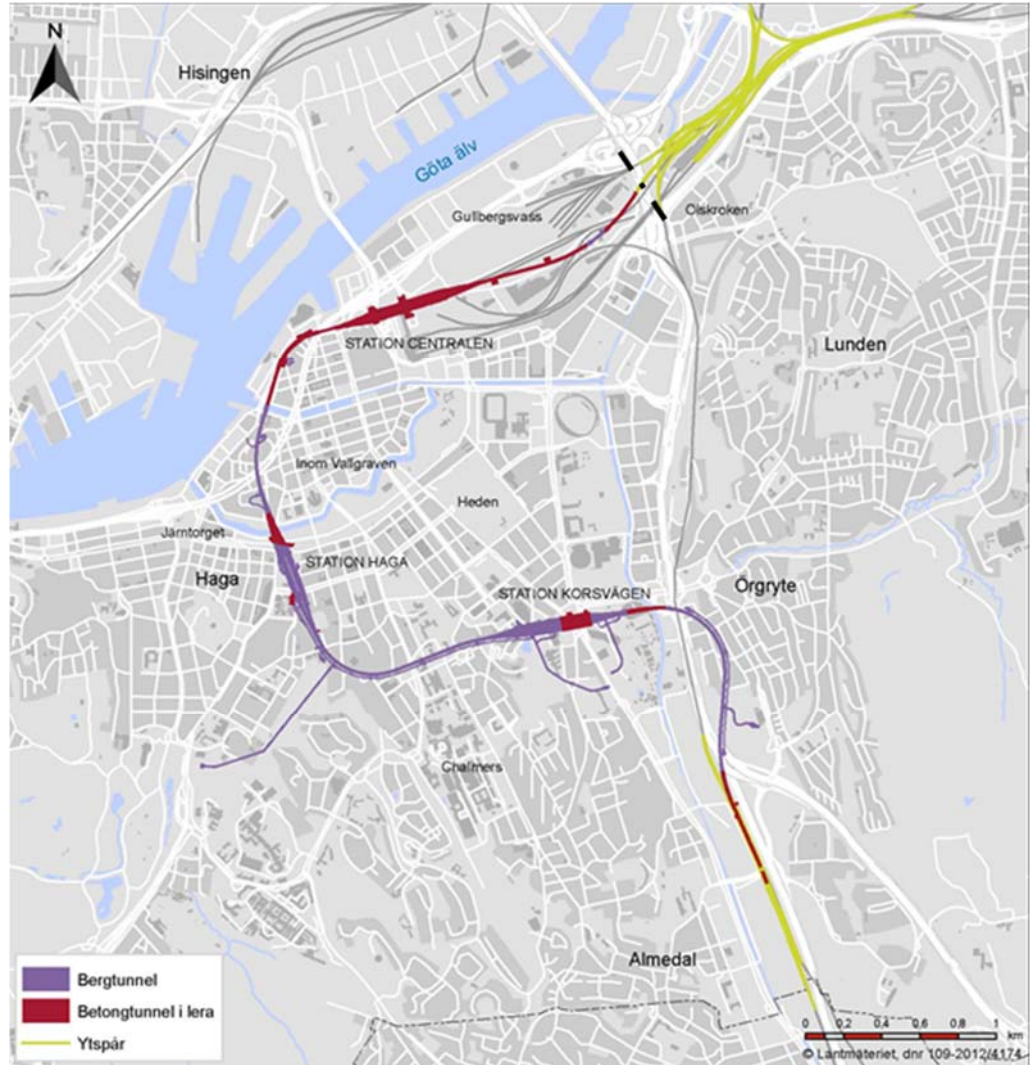 N
Hisingen
Göta älv
Gullbergsvass
Olskroken
STATION CENTRALEN
Lunden
Inom Vallgraven
Heden
Järntorget
STATION HAGA
Haga
STATION KORSVÄGEN
Örgryte
Chalmers
Almedal
Bergtunnel
Betongtunnel i lera
Ytspår
0 0,2 0,4 0,6 0,8 1
km
© Lantmäteriet, dnr 109-2012/4174